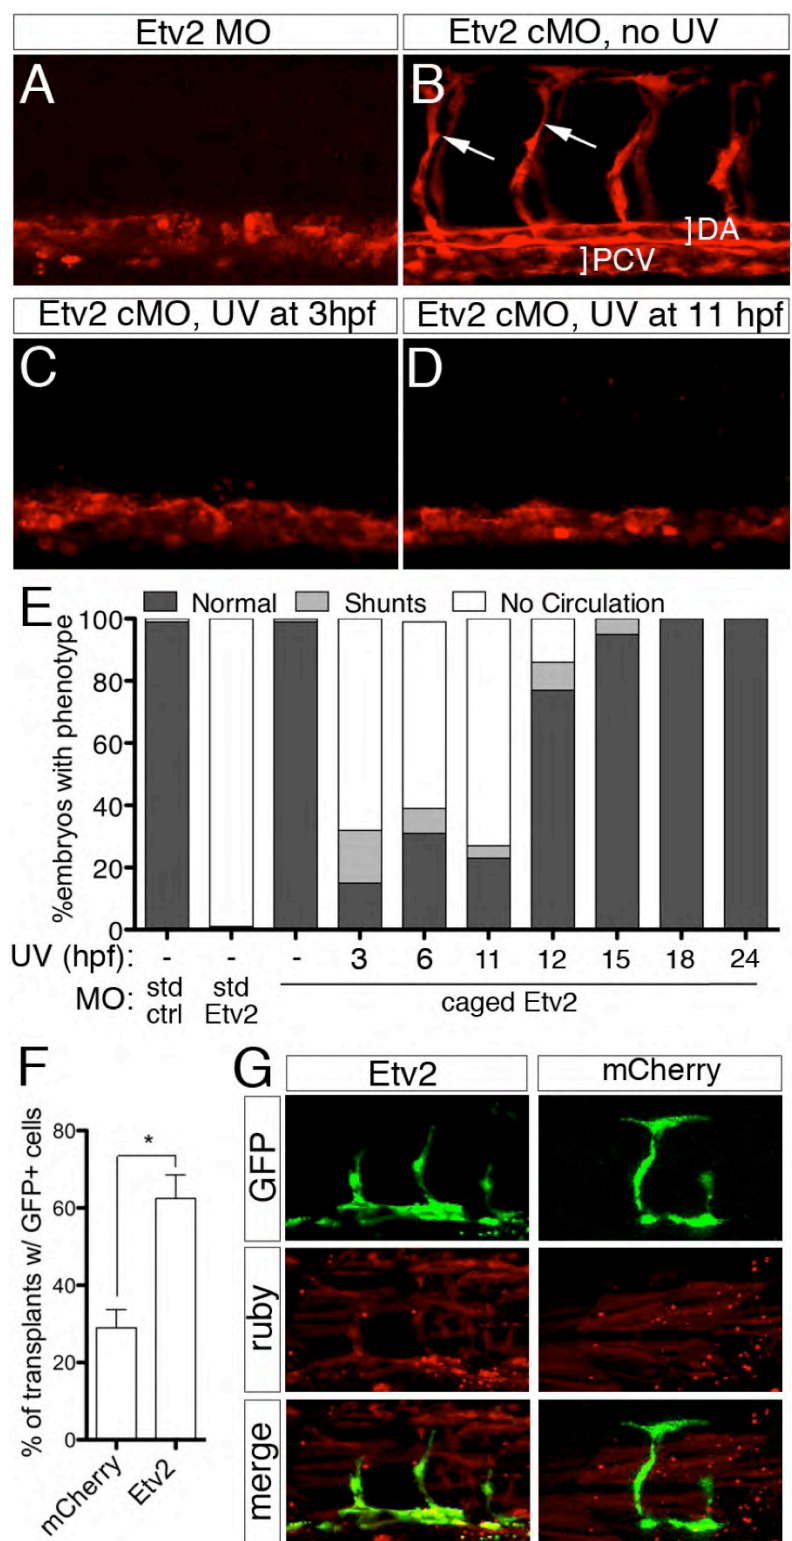 Etv2 MO
Etv2 cMO, no UV
A
B
]DA
]PCV
Etv2 cMO, UV at 3hpf
Etv2 cMO, UV at 11 hpf
C
D
E
Normal
Shunts
No Circulation
%embryos with phenotype
100
80
60
40
20
0
UV (hpf): - - - 3 6 11 12 15 18 24
MO: std ctrl std Etv2 caged Etv2
F
% of transplants w/ GFP+ cells
80
60
40
20
0
*
mCherry
Etv2
G
Etv2
mCherry
GFP
ruby
merge